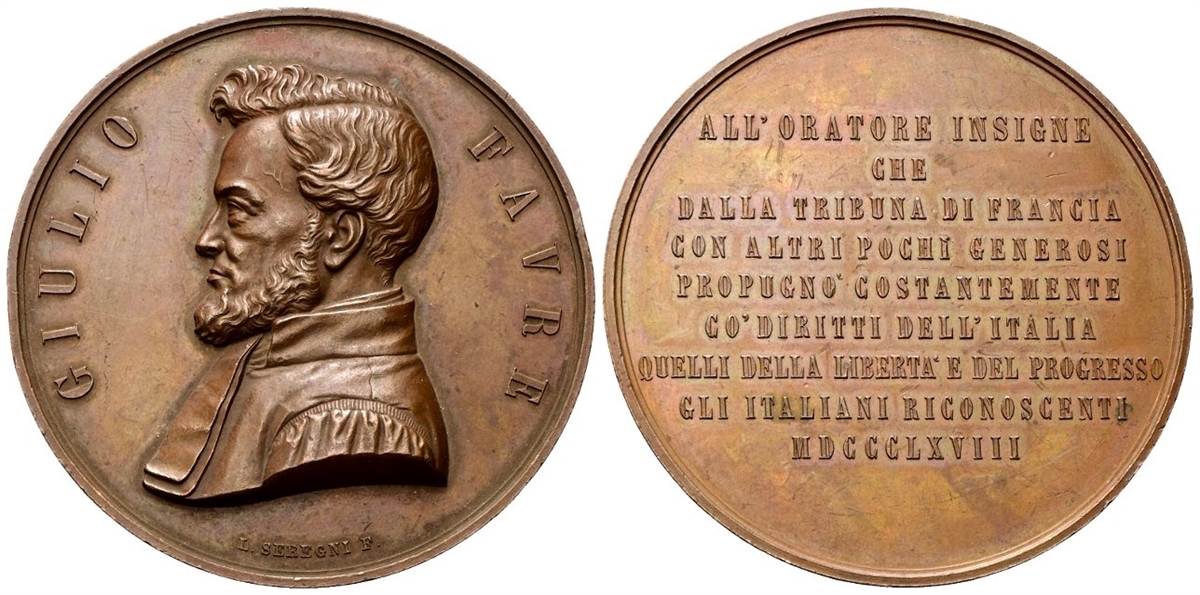 GIULIO FAVRE
L. SEREGNI F.
ALL'ORATORE INSIGNE
CHE
DALLA TRIBUNA DI FRANCIA
CON ALTRI POCHI GENEROSI
PROPUGNO' COSTANTEMENTE
CO' DIRITTI DELL'ITALIA
QUELLI DELLA LIBERTA' E DEL PROGRESSO
GLI ITALIANI RICONOSCENTI
MDCCCLXVIII